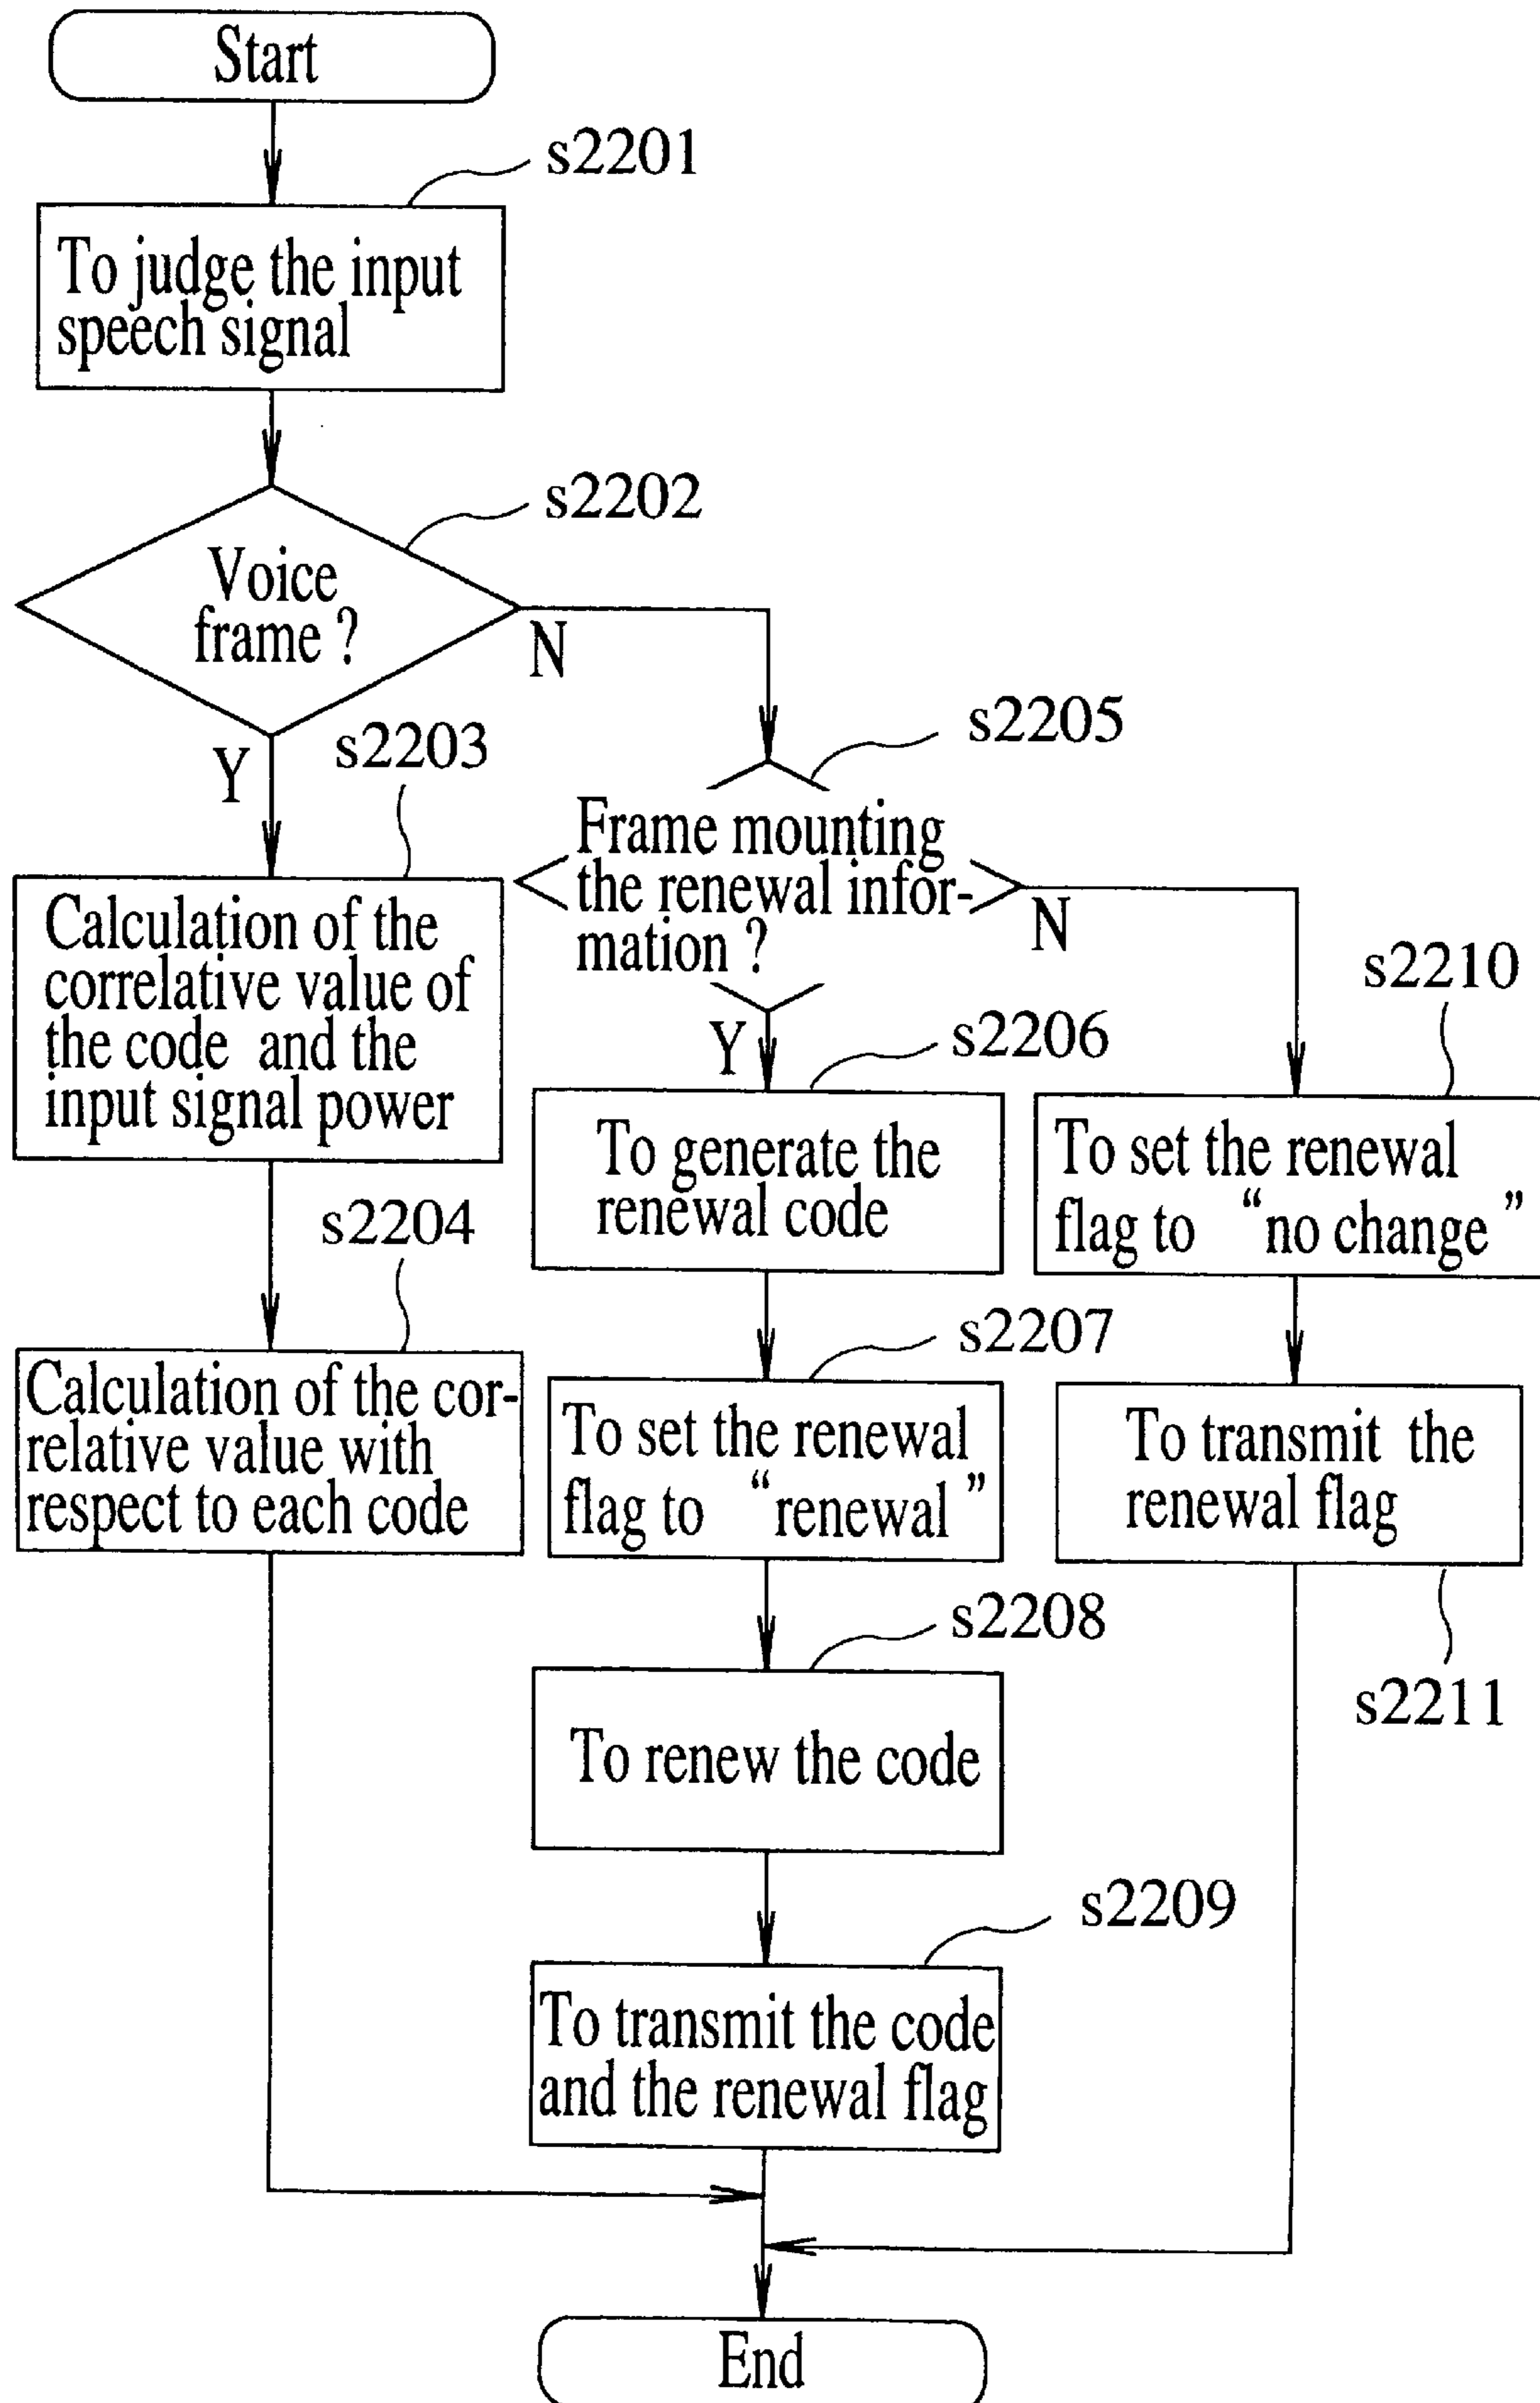 Start
s2201
To judge the input
speech signal
s2202
Voice
frame ?
N
Y
s2203
Calculation of the
correlative value of
the code and the
input signal power
s2204
Calculation of the cor-
relative value with
respect to each code
s2205
Frame mounting
the renewal infor-
mation ?
N
Y
s2206
To generate the
renewal code
s2207
To set the renewal
flag to “renewal”
s2208
To renew the code
s2209
To transmit the code
and the renewal flag
s2210
To set the renewal
flag to “no change”
To transmit the
renewal flag
s2211
End